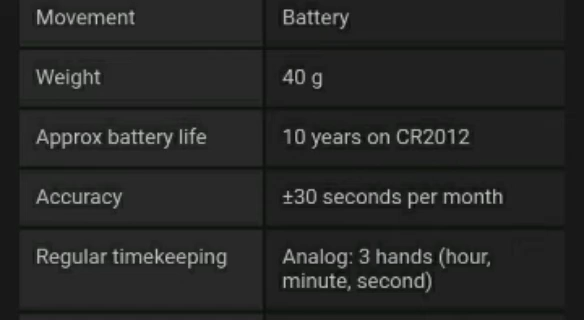 Movement
Battery
Weight
40 g
Approx battery life
10 years on CR2012
Accuracy
±30 seconds per month
Regular timekeeping
Analog: 3 hands (hour,
minute, second)